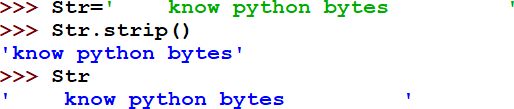 >>> Str='    know python bytes          '
>>> Str.strip()
'know python bytes'
>>> Str
'    know python bytes          '